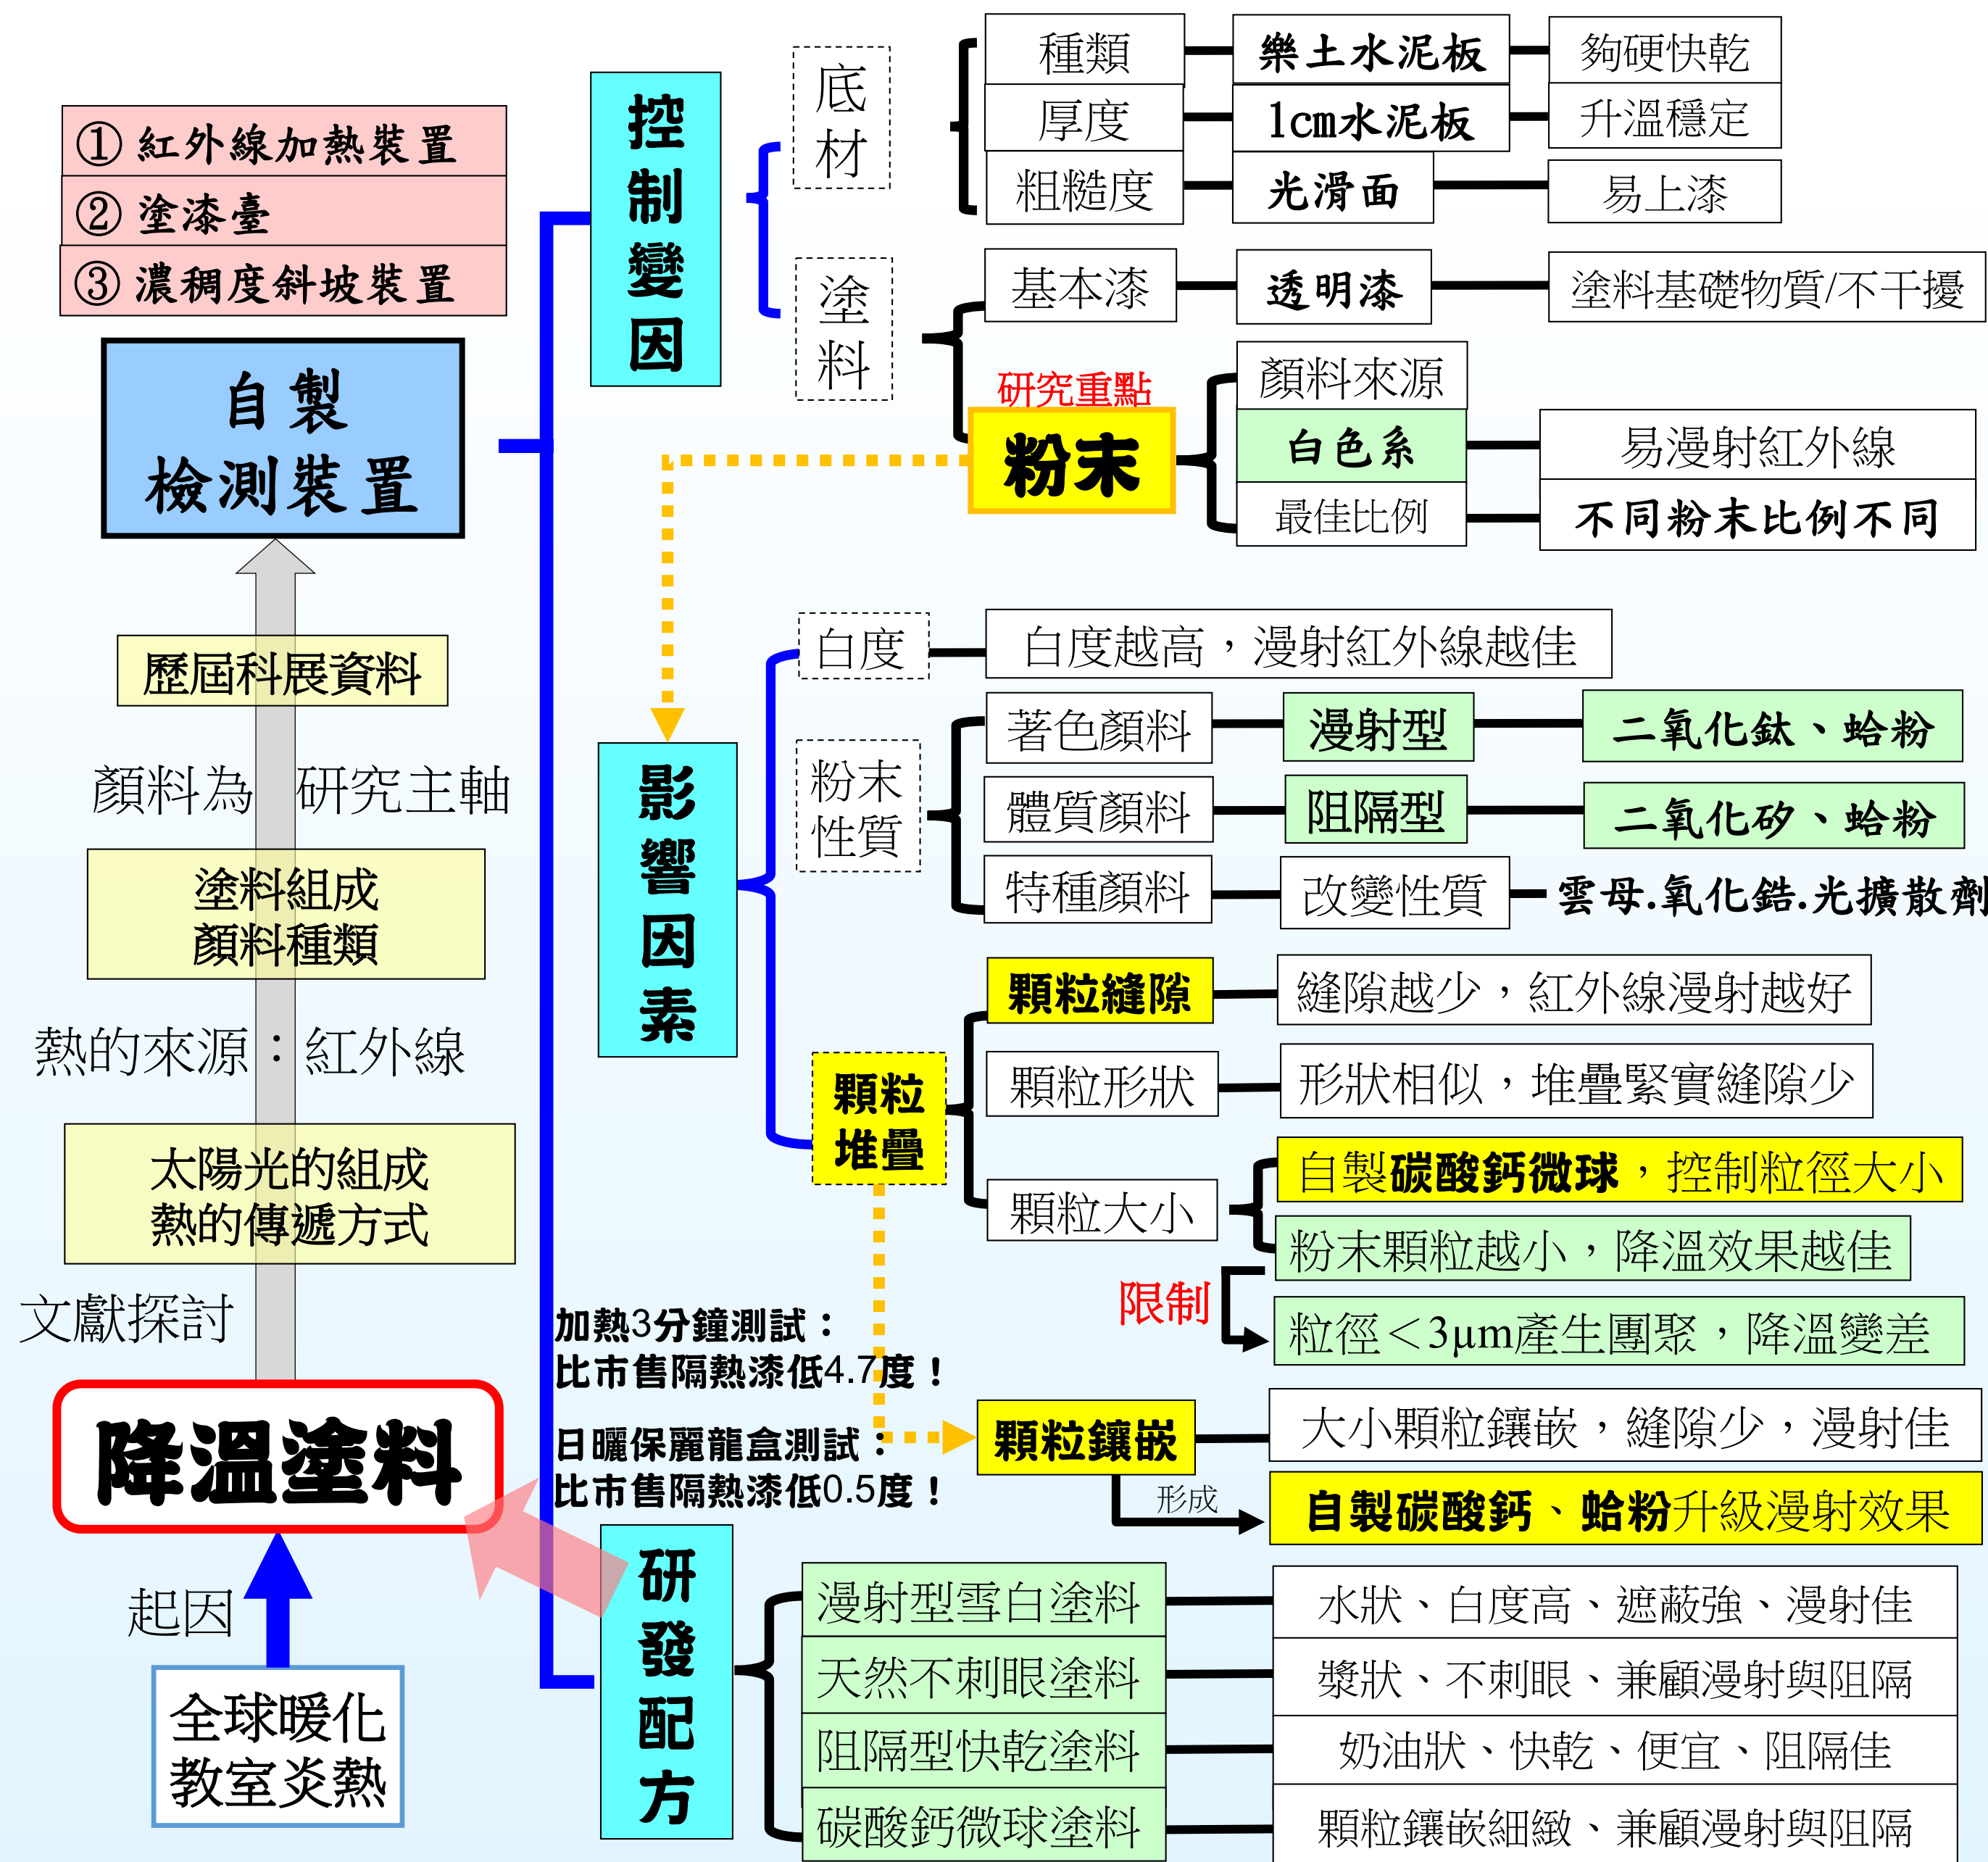 ① 紅外線加熱裝置
② 塗漆臺
③ 濃稠度斜坡裝置
自製
檢測裝置
歷屆科展資料
顏料為 研究主軸
塗料組成
顏料種類
熱的來源：紅外線
太陽光的組成
熱的傳遞方式
文獻探討
降溫塗料
起因
全球暖化
教室炎熱
控制變因
底材
種類 樂土水泥板 夠硬快乾
厚度 1cm水泥板 升溫穩定
粗糙度 光滑面 易上漆
塗料
基本漆 透明漆 塗料基礎物質/不干擾
研究重點
粉末
顏料來源
白色系 易漫射紅外線
最佳比例 不同粉末比例不同
影響因素
白度 白度越高，漫射紅外線越佳
粉末
性質
著色顏料 漫射型 二氧化鈦、蛤粉
體質顏料 阻隔型 二氧化矽、蛤粉
特種顏料 改變性質 雲母.氧化鋯.光擴散劑
顆粒
堆疊
顆粒縫隙 縫隙越少，紅外線漫射越好
顆粒形狀 形狀相似，堆疊緊實縫隙少
顆粒大小
自製碳酸鈣微球，控制粒徑大小
粉末顆粒越小，降溫效果越佳
限制
粒徑＜3µm產生團聚，降溫變差
加熱3分鐘測試：
比市售隔熱漆低4.7度！
日曬保麗龍盒測試：
比市售隔熱漆低0.5度！
顆粒鑲嵌 大小顆粒鑲嵌，縫隙少，漫射佳
形成
自製碳酸鈣、蛤粉升級漫射效果
研發配方
漫射型雪白塗料 水狀、白度高、遮蔽強、漫射佳
天然不刺眼塗料 漿狀、不刺眼、兼顧漫射與阻隔
阻隔型快乾塗料 奶油狀、快乾、便宜、阻隔佳
碳酸鈣微球塗料 顆粒鑲嵌細緻、兼顧漫射與阻隔